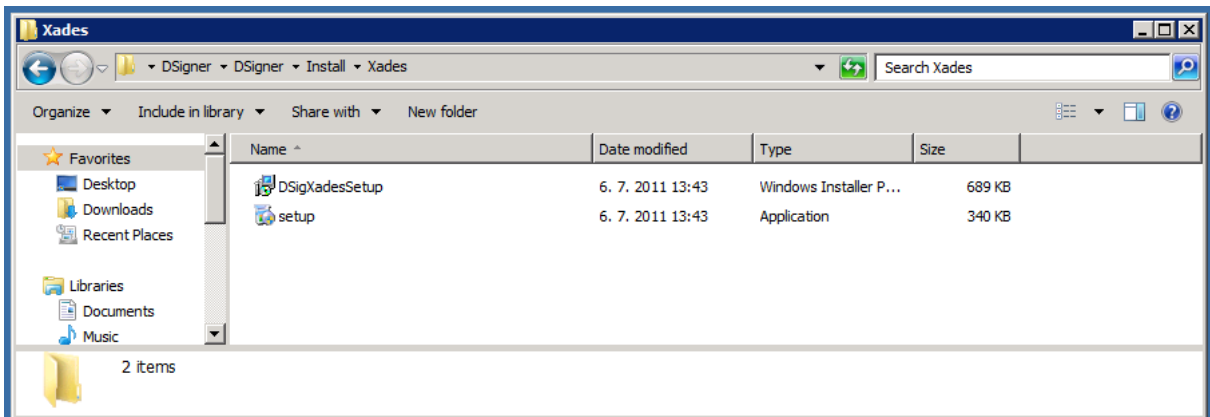 Xades
DSigner DSigner Install Xades Search Xades
Organize Include in library Share with New folder
Name Date modified Type Size
Favorites
Desktop DSigXadesSetup 6. 7. 2011 13:43 Windows Installer P... 689 KB
Downloads setup 6. 7. 2011 13:43 Application 340 KB
Recent Places
Libraries
Documents
Music
2 items